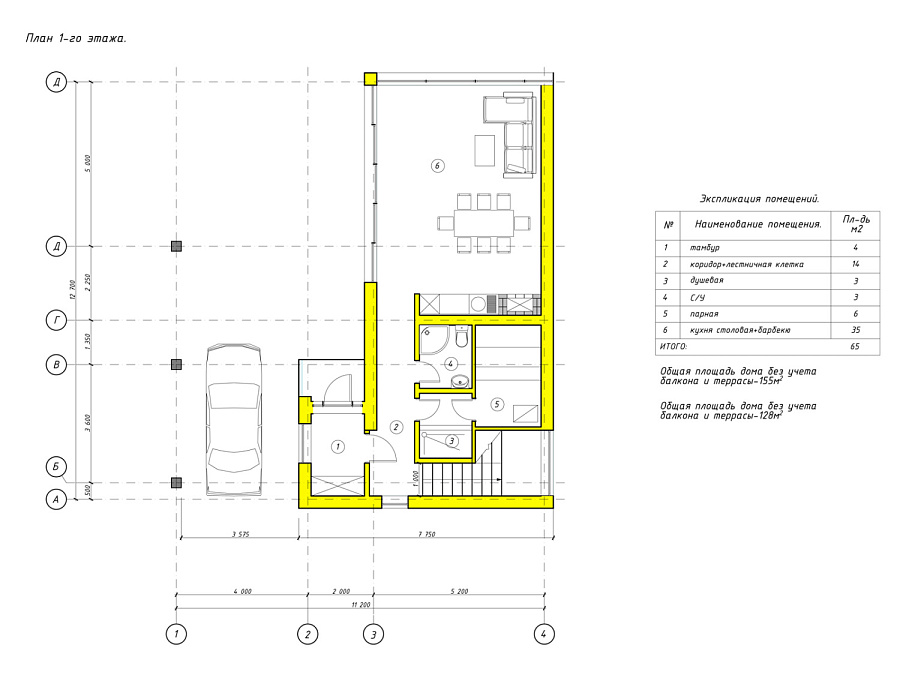 План 1-го этажа.
Д
5 000
6
Д
12 700
2 250
Г
1 350
В
4
5
3 600
2
1
3
Б
1 000
500
А
3 575
7 750
4 000
2 000
5 200
11 200
1
2
3
4
Экспликация помещений.
№ Наименование помещения. Пл-дь м2
1 тамбур 4
2 коридор+лестничная клетка 14
3 душевая 3
4 С/У 3
5 парная 6
6 кухня столовая+барбекю 35
ИТОГО: 65
Общая площадь дома без учета
балкона и террасы-155м²
Общая площадь дома без учета
балкона и террасы-128м²